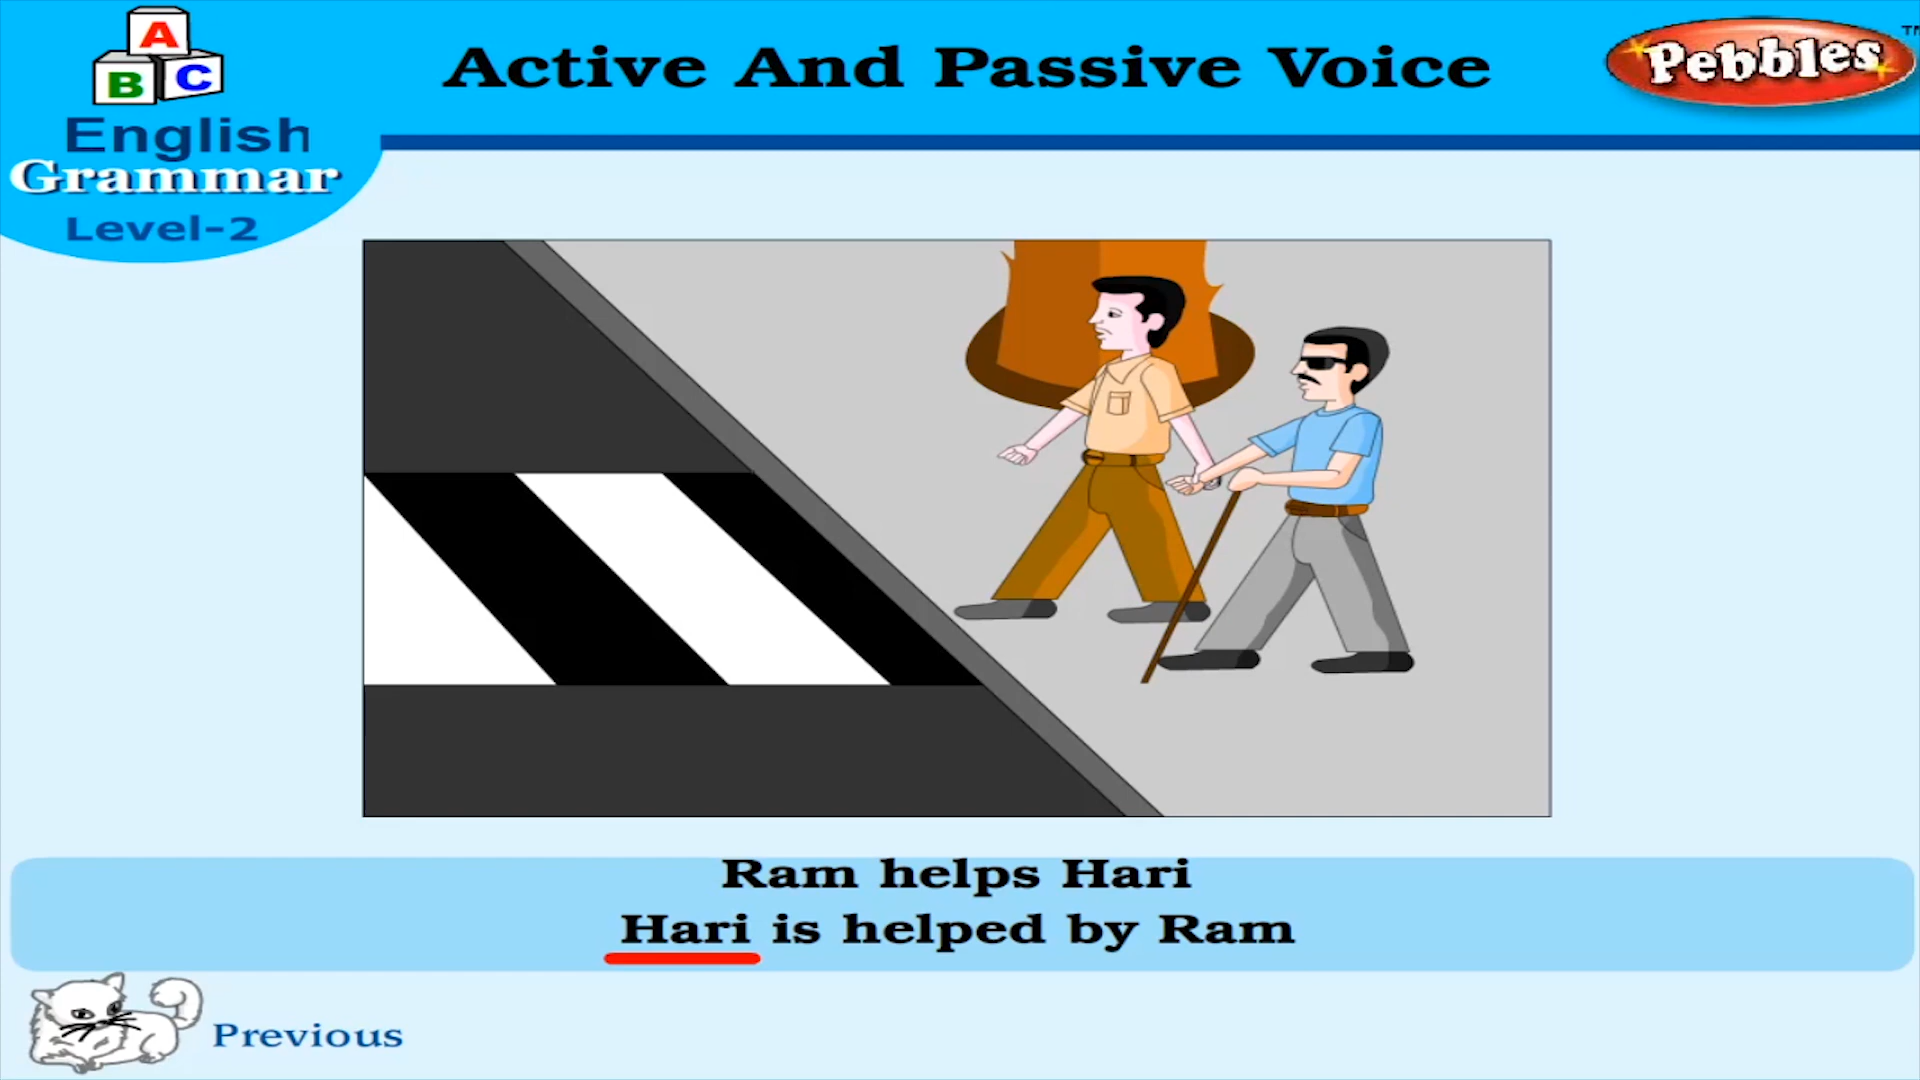 A
B C
English
Grammar
Level-2
Active And Passive Voice
Pebbles
TM
Ram helps Hari
Hari is helped by Ram
Previous